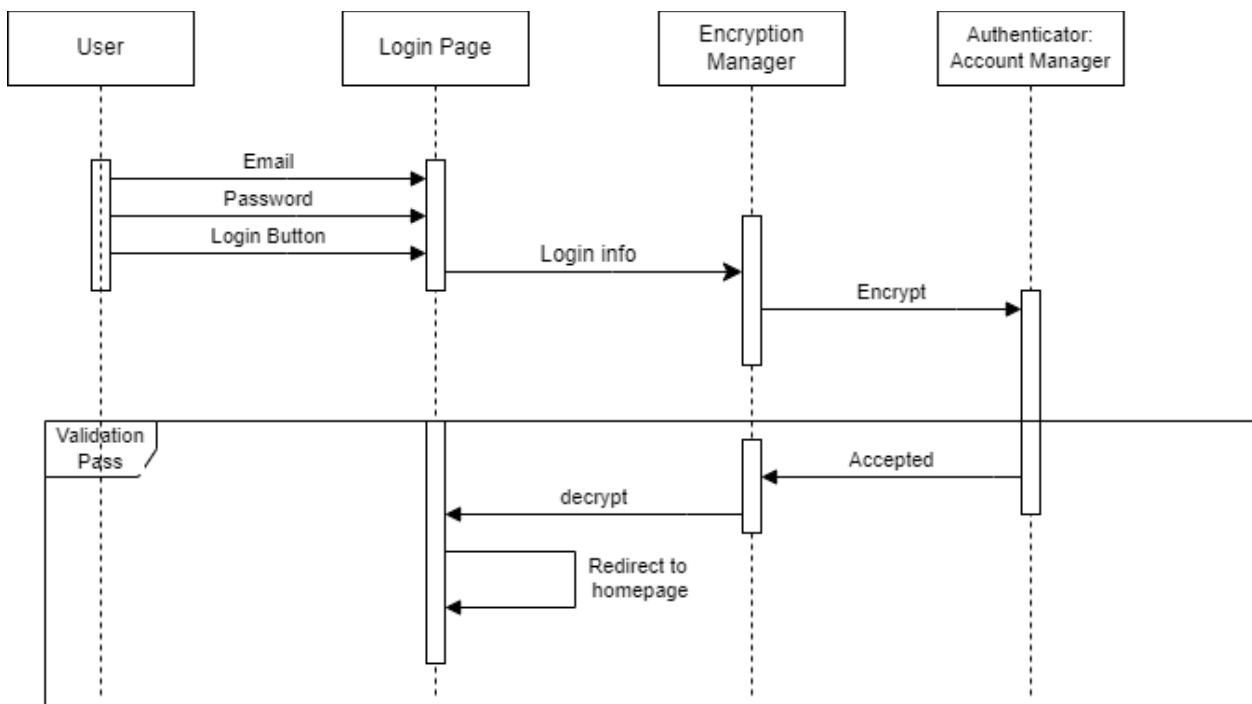 User
Login Page
Encryption
Manager
Authenticator:
Account Manager
Email
Password
Login Button
Login info
Encrypt
Validation
Pass
Accepted
decrypt
Redirect to
homepage